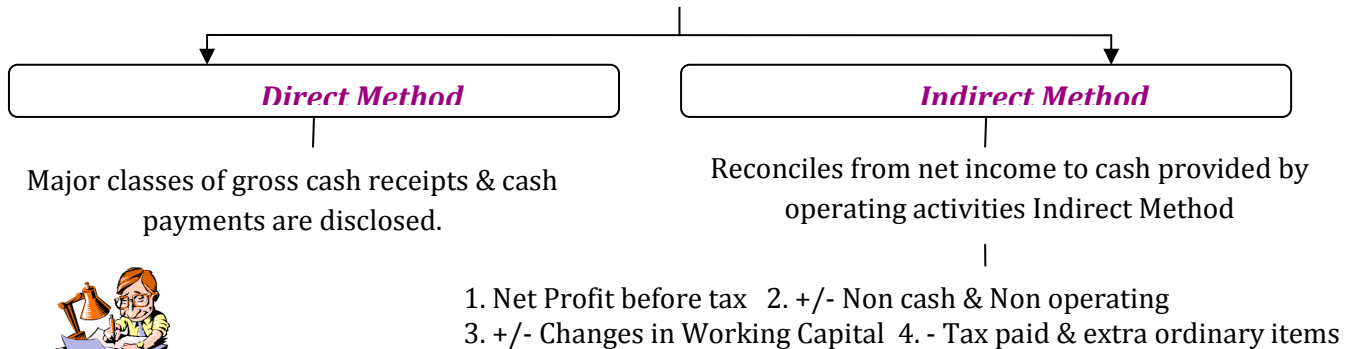 Direct Method
Indirect Method
Major classes of gross cash receipts & cash
payments are disclosed.
Reconciles from net income to cash provided by
operating activities Indirect Method
1. Net Profit before tax 2. +/- Non cash & Non operating
3. +/- Changes in Working Capital 4. - Tax paid & extra ordinary items